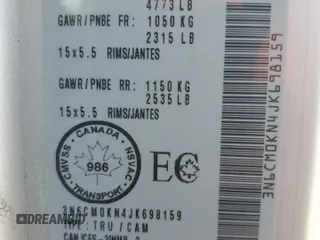 4773 LB
GAWR/PNBE FR: 1050 KG
2315 LB
15x5.5 RIMS/JANTES
GAWR/PNBE RR: 1150 KG
2535 LB
15x5.5 RIMS/JANTES
CANADA
CMVSS NSVAC
986
TRANSPORT
EC
3N6CM0KN4JK698159
TYPE: TRU / CAM
3N6CM0KN4JK698159
DREAMBID